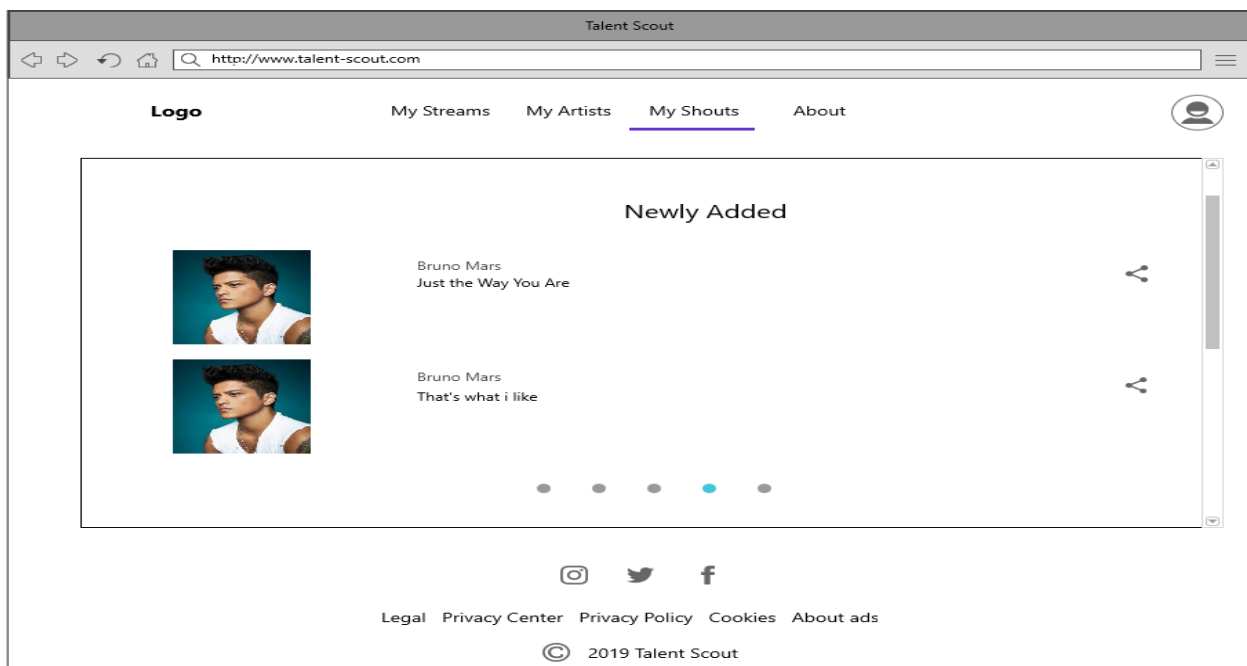 Talent Scout
http://www.talent-scout.com
Logo My Streams My Artists My Shouts About
Newly Added
Bruno Mars
Just the Way You Are
Bruno Mars
That's what i like
Legal Privacy Center Privacy Policy Cookies About ads
© 2019 Talent Scout